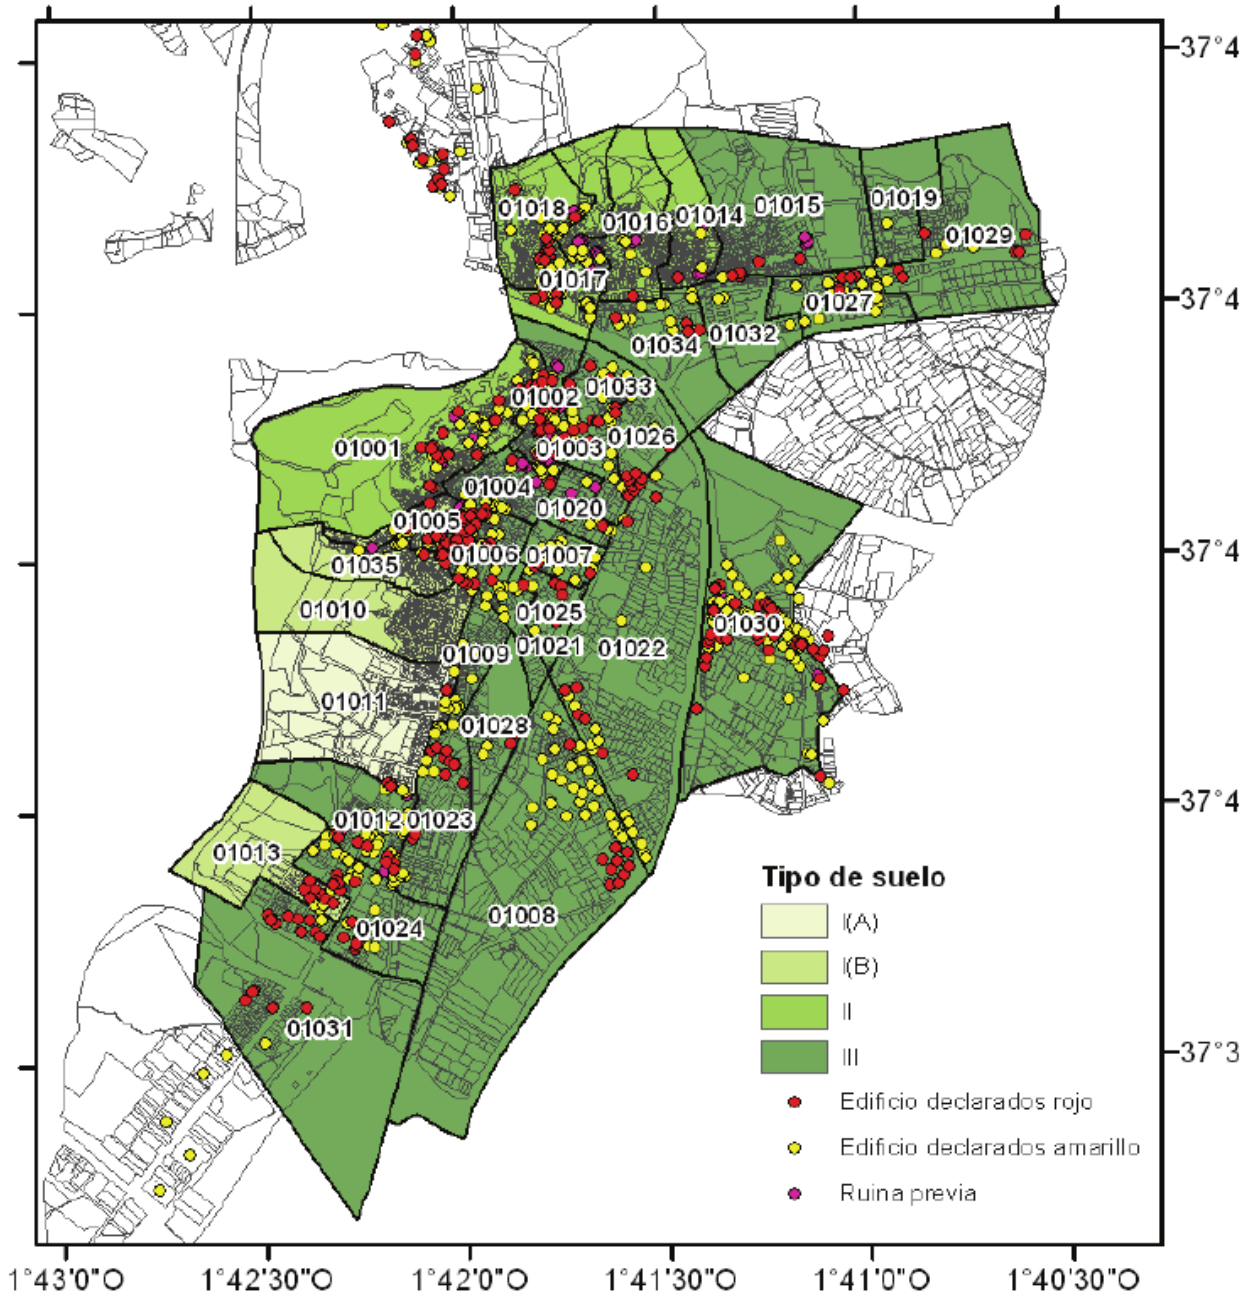 37°4
01019
01018
01015
01014
01016
01029
01017
37°4
01027
01032
01034
01033
01002
01026
01001
01003
01004
01020
01005
37°4
01006
01007
01035
01010
01025
01030
01021
01022
01009
01011
01028
37°4
01012
01023
01013
Tipo de suelo
01008
I(A)
01024
I(B)
II
01031
III
37°3
Edificio declarados rojo
Edificio declarados amarillo
Ruina previa
1°43'0"O
1°42'30"O
1°42'0"O
1°41'30"O
1°41'0"O
1°40'30"O